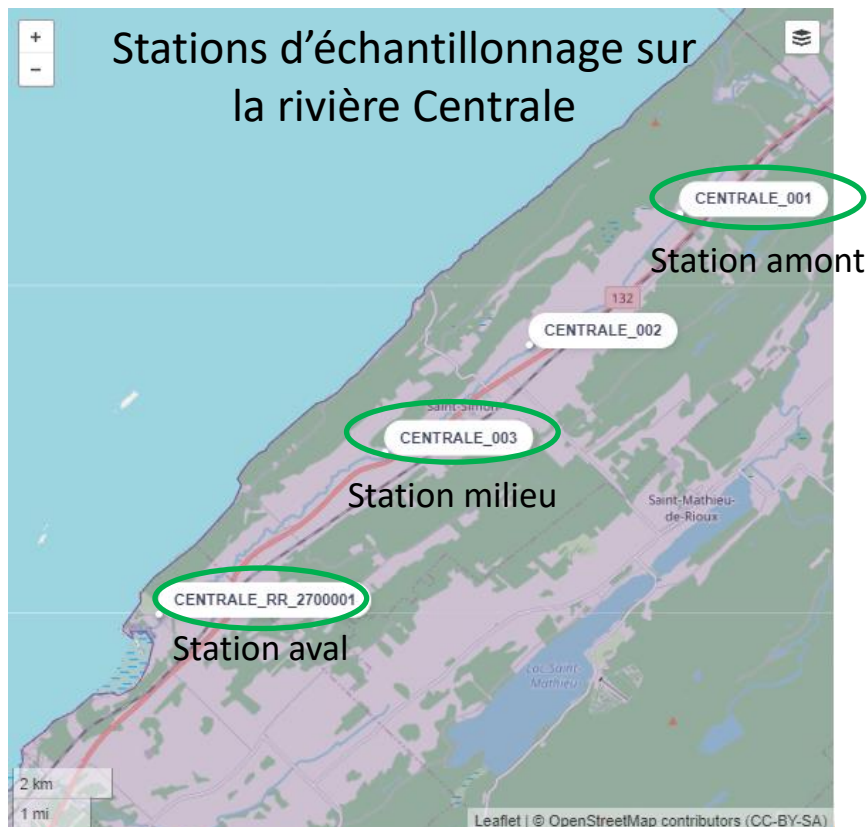 +
−
Stations d’échantillonnage sur
la rivière Centrale
CENTRALE_001
Station amont
132
CENTRALE_002
Saint-Simon
CENTRALE_003
Station milieu
Saint-Mathieu-
de-Rioux
CENTRALE_RR_2700001
Station aval
Lac Saint-
Mathieu
2 km
1 mi
Leaflet | © OpenStreetMap contributors (CC-BY-SA)